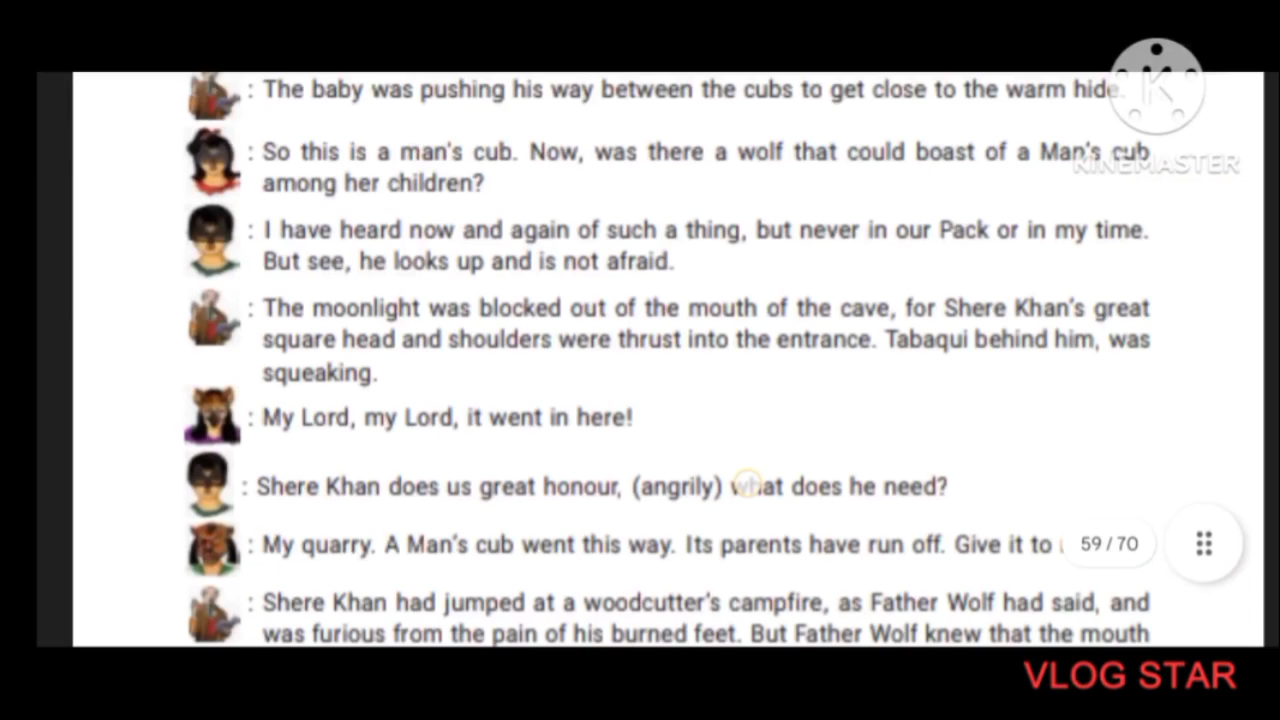 : The baby was pushing his way between the cubs to get close to the warm hide.
: So this is a man's cub. Now, was there a wolf that could boast of a Man's cub
among her children?
: I have heard now and again of such a thing, but never in our Pack or in my time.
But see, he looks up and is not afraid.
: The moonlight was blocked out of the mouth of the cave, for Shere Khan's great
square head and shoulders were thrust into the entrance. Tabaqui behind him, was
squeaking.
: My Lord, my Lord, it went in here!
: Shere Khan does us great honour, (angrily) what does he need?
: My quarry. A Man's cub went this way. Its parents have run off. Give it to
59 / 70
: Shere Khan had jumped at a woodcutter's campfire, as Father Wolf had said, and
was furious from the pain of his burned feet. But Father Wolf knew that the mouth
K
KINEMASTER
VLOG STAR